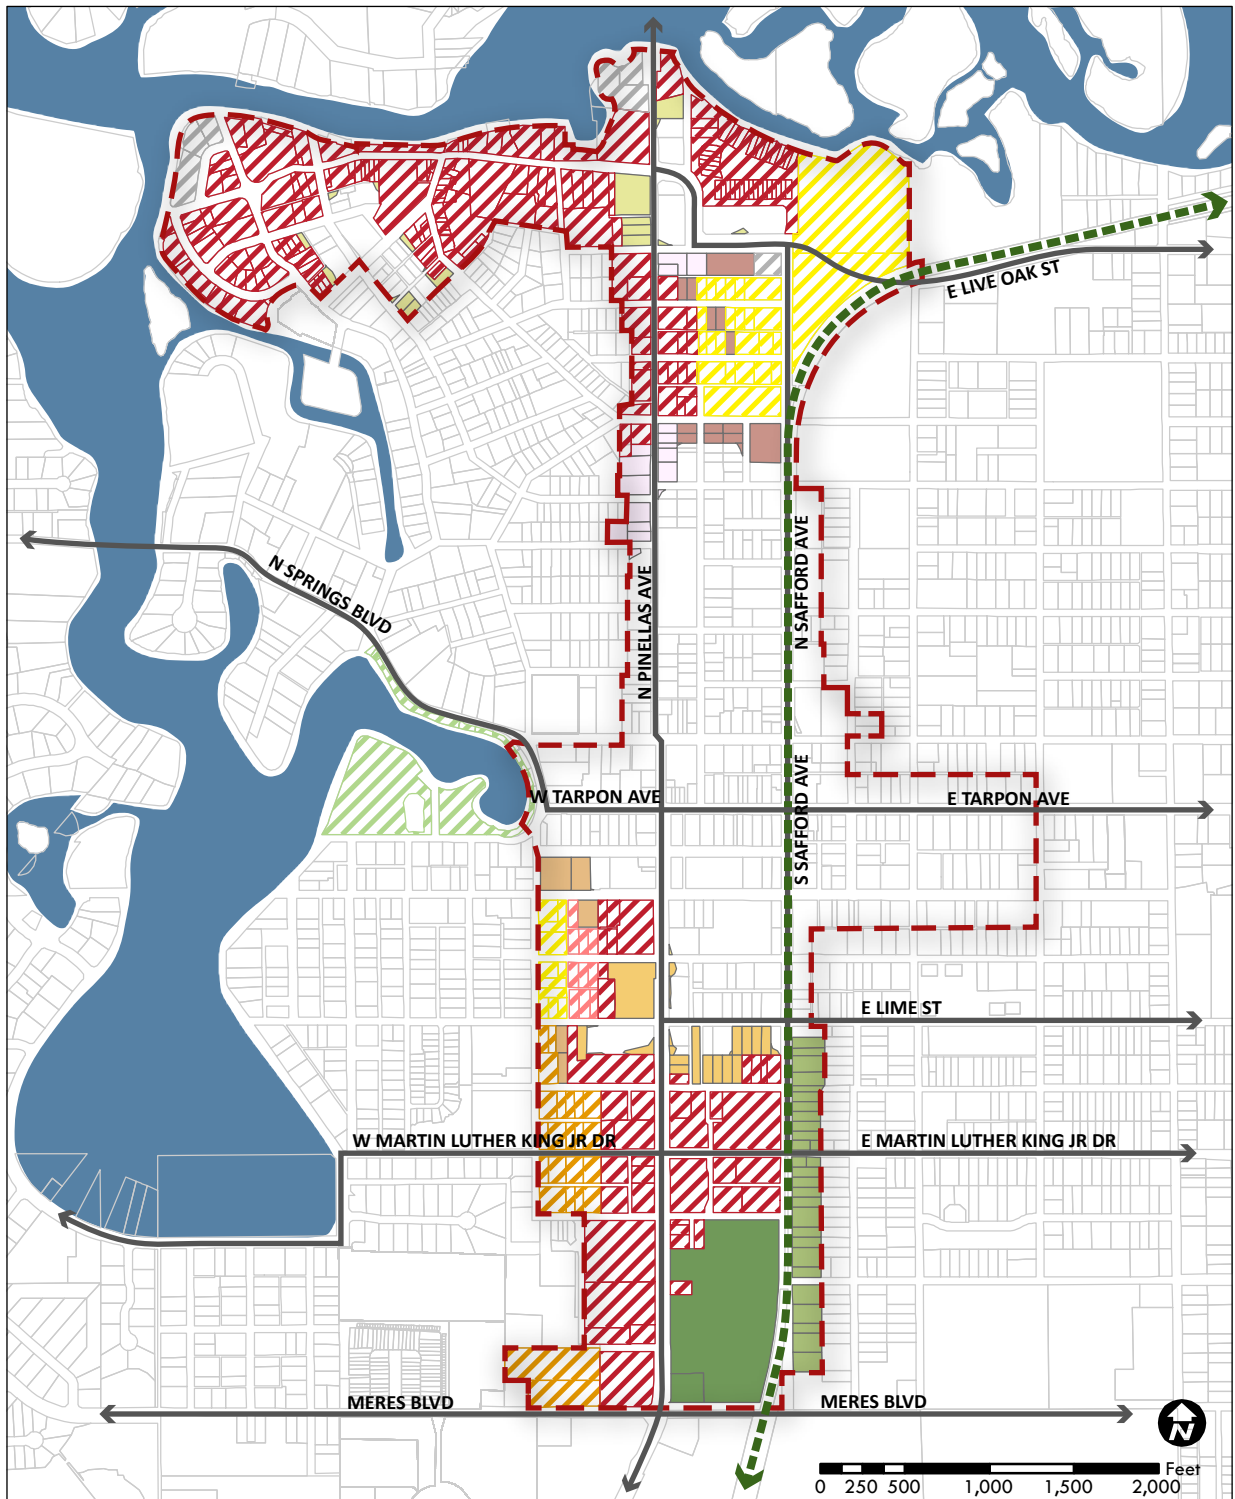 E LIVE OAK ST
N SPRINGS BLVD
N PINELLAS AVE
N SAFFORD AVE
W TARPON AVE
E TARPON AVE
S SAFFORD AVE
E LIME ST
W MARTIN LUTHER KING JR DR
E MARTIN LUTHER KING JR DR
MERES BLVD
MERES BLVD
N
Feet
0 250 500 1,000 1,500 2,000